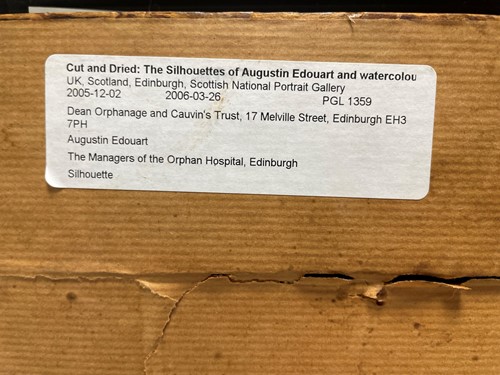 Cut and Dried: The Silhouettes of Augustin Edouart and watercolou
UK, Scotland, Edinburgh, Scottish National Portrait Gallery
2005-12-02 2006-03-26 PGL 1359
Dean Orphanage and Cauvin's Trust, 17 Melville Street, Edinburgh EH3
7PH
Augustin Edouart
The Managers of the Orphan Hospital, Edinburgh
Silhouette